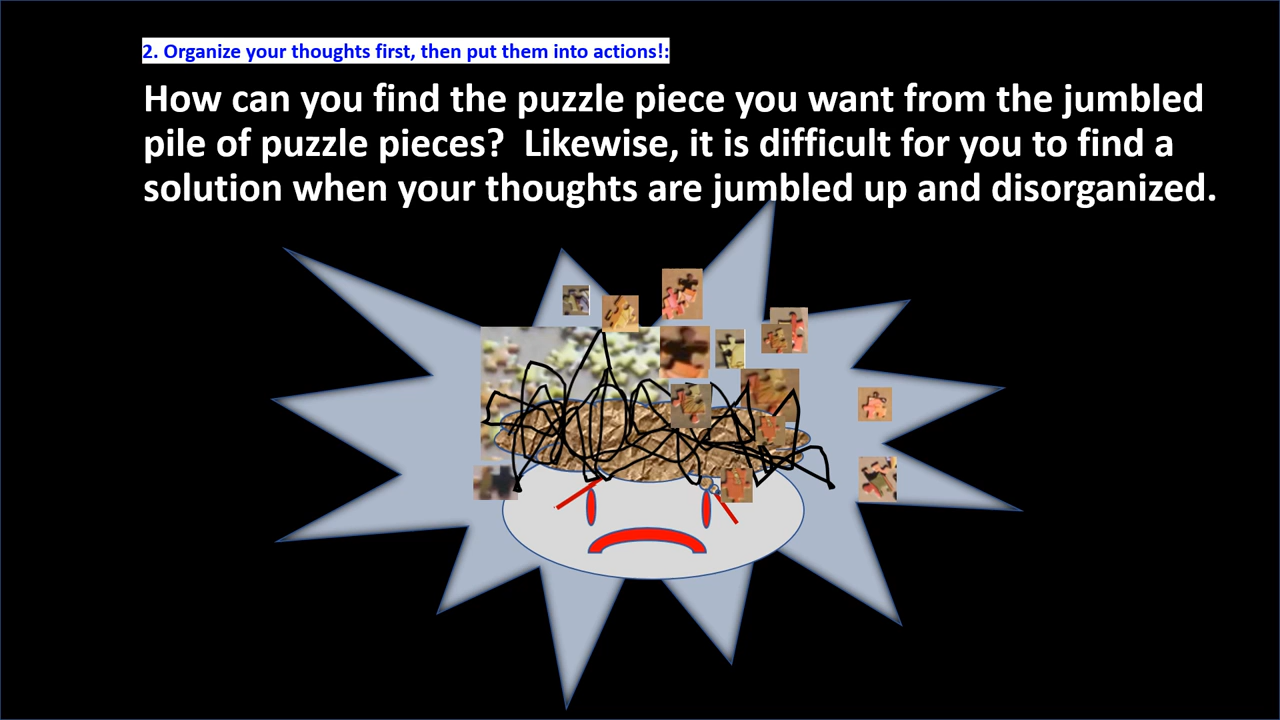 2. Organize your thoughts first, then put them into actions!:
How can you find the puzzle piece you want from the jumbled
pile of puzzle pieces?  Likewise, it is difficult for you to find a
solution when your thoughts are jumbled up and disorganized.